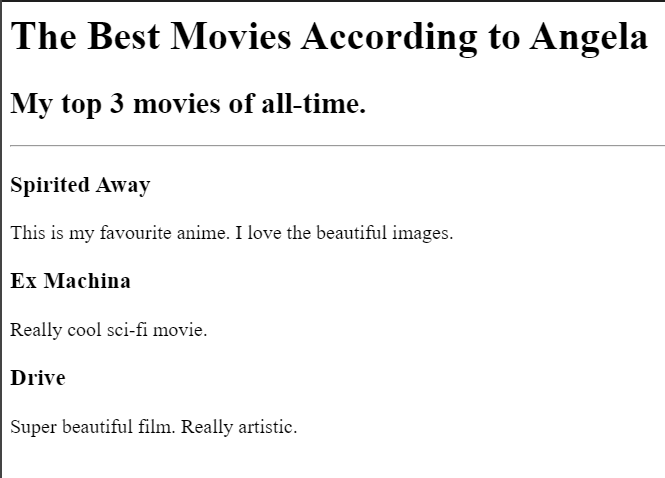 The Best Movies According to Angela
My top 3 movies of all-time.
Spirited Away
This is my favourite anime. I love the beautiful images.
Ex Machina
Really cool sci-fi movie.
Drive
Super beautiful film. Really artistic.